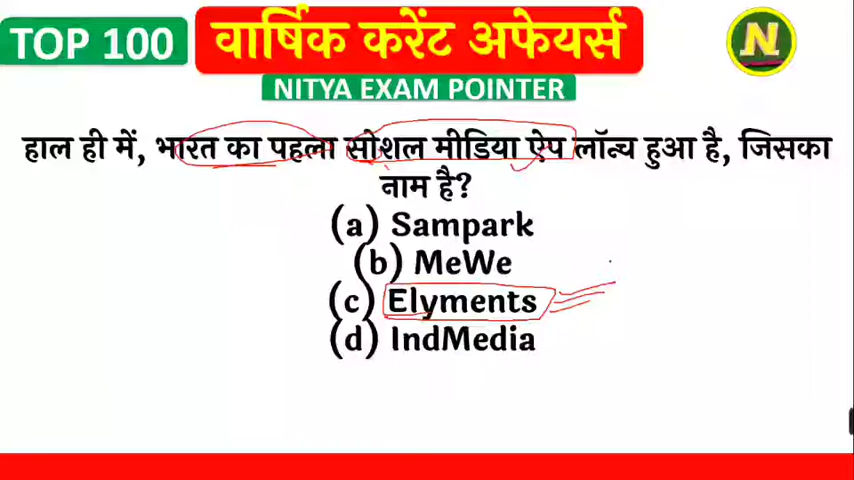 TOP 100
वार्षिक करेंट अफेयर्स
N
NITYA EXAM POINTER
हाल ही में, भारत का पहला सोशल मीडिया ऐप लॉन्च हुआ है, जिसका
नाम है?
(a) Sampark
(b) MeWe
(c) Elyments
(d) IndMedia